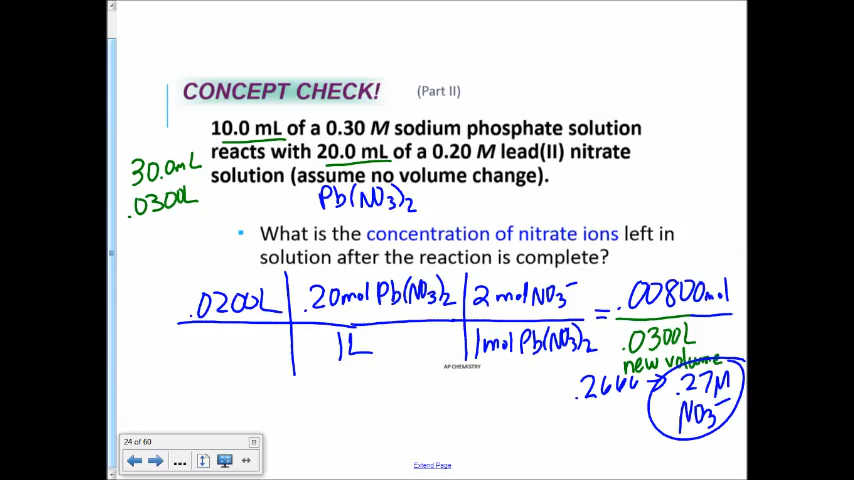 CONCEPT CHECK! (Part II)
10.0 mL of a 0.30 M sodium phosphate solution
reacts with 20.0 mL of a 0.20 M lead(II) nitrate
solution (assume no volume change).
30.0mL
.0300L
Pb(NO3)2
• What is the concentration of nitrate ions left in
solution after the reaction is complete?
.0200L .20mol Pb(NO3)2 2 mol NO3- = .00800mol
1L 1mol Pb(NO3)2 .0300L
new volume
AP CHEMISTRY
.2666 → .27M
NO3-
24 of 60
Extend Page